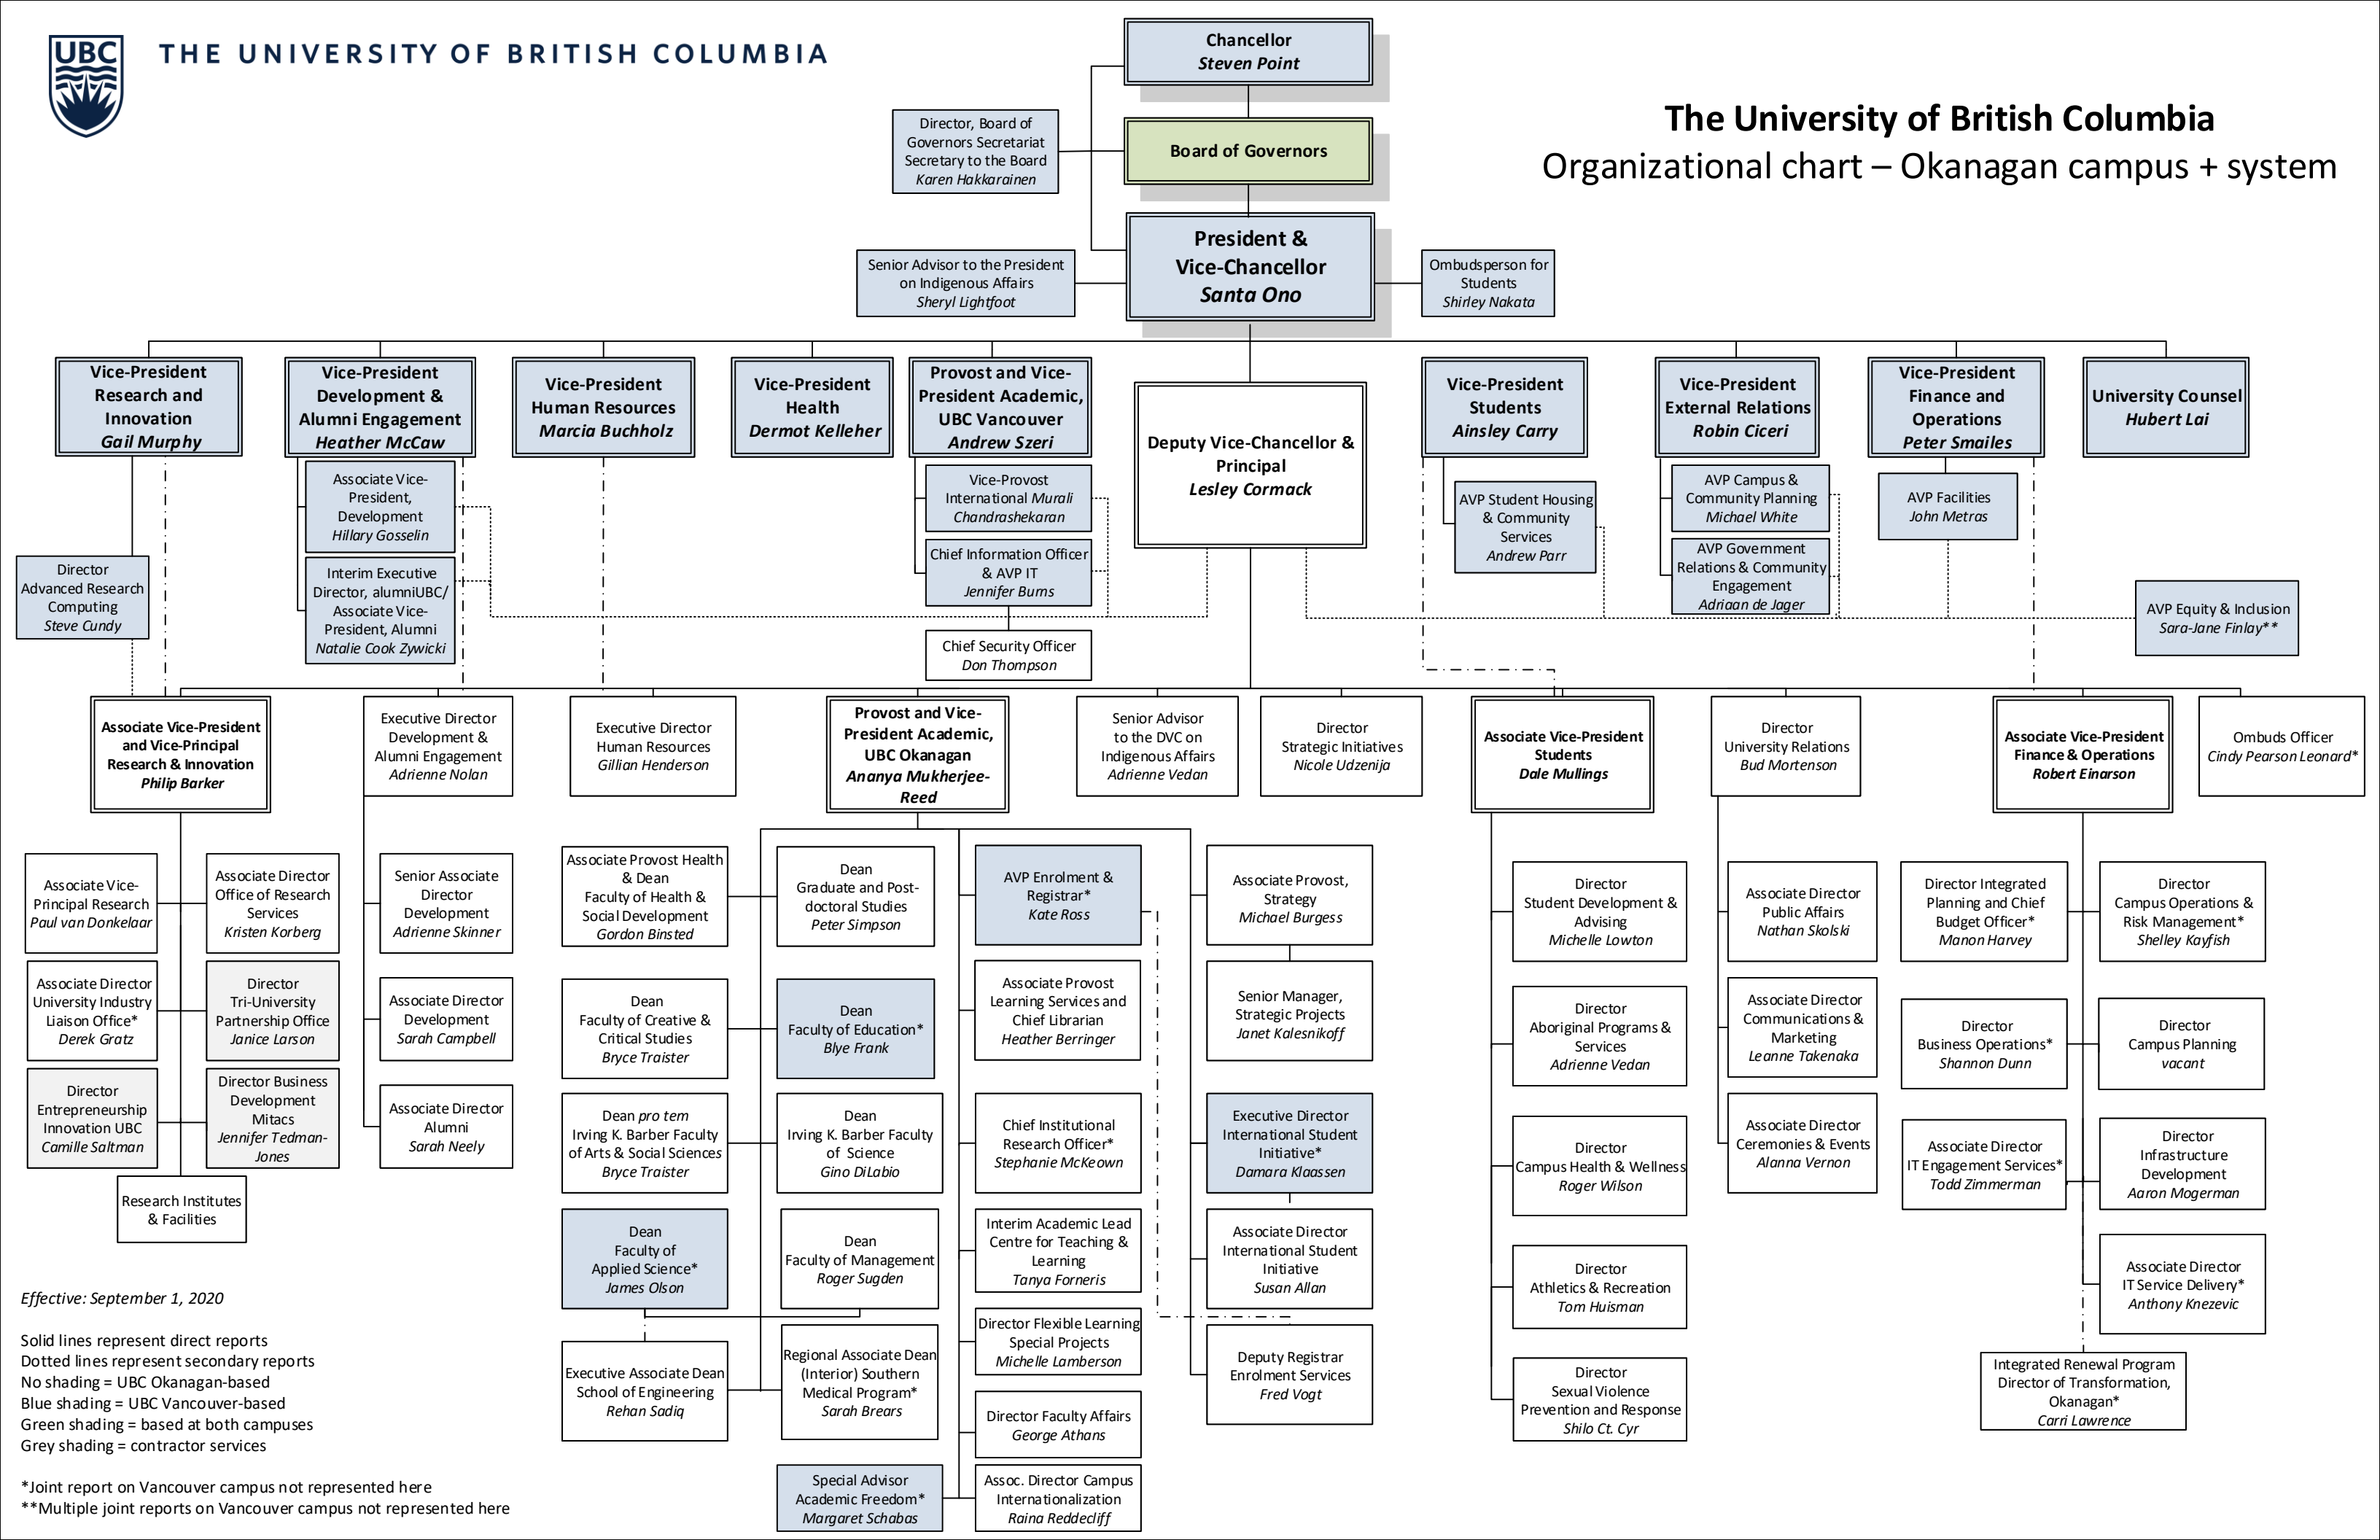 UBC
THE UNIVERSITY OF BRITISH COLUMBIA
The University of British Columbia
Organizational chart – Okanagan campus + system
Chancellor
Steven Point
Director, Board of
Governors Secretariat
Secretary to the Board
Karen Hakkarainen
Board of Governors
President &
Vice-Chancellor
Santa Ono
Senior Advisor to the President
on Indigenous Affairs
Sheryl Lightfoot
Ombudsperson for
Students
Shirley Nakata
Vice-President
Research and
Innovation
Gail Murphy
Vice-President
Development &
Alumni Engagement
Heather McCaw
Vice-President
Human Resources
Marcia Buchholz
Vice-President
Health
Dermot Kelleher
Provost and Vice-
President Academic,
UBC Vancouver
Andrew Szeri
Deputy Vice-Chancellor &
Principal
Lesley Cormack
Vice-President
Students
Ainsley Carry
Vice-President
External Relations
Robin Ciceri
Vice-President
Finance and
Operations
Peter Smailes
University Counsel
Hubert Lai
Director
Advanced Research
Computing
Steve Cundy
Associate Vice-
President,
Development
Hillary Gosselin
Interim Executive
Director, alumniUBC/
Associate Vice-
President, Alumni
Natalie Cook Zywicki
Vice-Provost
International Murali
Chandrashekaran
Chief Information Officer
& AVP IT
Jennifer Burns
Chief Security Officer
Don Thompson
AVP Student Housing
& Community
Services
Andrew Parr
AVP Campus &
Community Planning
Michael White
AVP Government
Relations & Community
Engagement
Adriaan de Jager
AVP Facilities
John Metras
AVP Equity & Inclusion
Sara-Jane Finlay**
Associate Vice-President
and Vice-Principal
Research & Innovation
Philip Barker
Executive Director
Development &
Alumni Engagement
Adrienne Nolan
Executive Director
Human Resources
Gillian Henderson
Provost and Vice-
President Academic,
UBC Okanagan
Ananya Mukherjee-
Reed
Senior Advisor
to the DVC on
Indigenous Affairs
Adrienne Vedan
Director
Strategic Initiatives
Nicole Udzenija
Associate Vice-President
Students
Dale Mullings
Director
University Relations
Bud Mortenson
Associate Vice-President
Finance & Operations
Robert Einarson
Ombuds Officer
Cindy Pearson Leonard*
Associate Vice-
Principal Research
Paul van Donkelaar
Associate Director
Office of Research
Services
Kristen Korberg
Associate Director
University Industry
Liaison Office*
Derek Gratz
Director
Tri-University
Partnership Office
Janice Larson
Director
Entrepreneurship
Innovation UBC
Camille Saltman
Director Business
Development
Mitacs
Jennifer Tedman-
Jones
Research Institutes
& Facilities
Senior Associate
Director
Development
Adrienne Skinner
Associate Director
Development
Sarah Campbell
Associate Director
Alumni
Sarah Neely
Associate Provost Health
& Dean
Faculty of Health &
Social Development
Gordon Binsted
Dean
Graduate and Post-
doctoral Studies
Peter Simpson
Dean
Faculty of Creative &
Critical Studies
Bryce Traister
Dean
Faculty of Education*
Blye Frank
Dean pro tem
Irving K. Barber Faculty
of Arts & Social Sciences
Bryce Traister
Dean
Irving K. Barber Faculty
of Science
Gino DiLabio
Dean
Faculty of
Applied Science*
James Olson
Dean
Faculty of Management
Roger Sugden
Executive Associate Dean
School of Engineering
Rehan Sadiq
Regional Associate Dean
(Interior) Southern
Medical Program*
Sarah Brears
Special Advisor
Academic Freedom*
Margaret Schabas
AVP Enrolment &
Registrar*
Kate Ross
Associate Provost
Learning Services and
Chief Librarian
Heather Berringer
Chief Institutional
Research Officer*
Stephanie McKeown
Interim Academic Lead
Centre for Teaching &
Learning
Tanya Forneris
Director Flexible Learning
Special Projects
Michelle Lamberson
Director Faculty Affairs
George Athans
Assoc. Director Campus
Internationalization
Raina Reddecliff
Associate Provost,
Strategy
Michael Burgess
Senior Manager,
Strategic Projects
Janet Kalesnikoff
Executive Director
International Student
Initiative*
Damara Klaassen
Associate Director
International Student
Initiative
Susan Allan
Deputy Registrar
Enrolment Services
Fred Vogt
Director
Student Development &
Advising
Michelle Lowton
Director
Aboriginal Programs &
Services
Adrienne Vedan
Director
Campus Health & Wellness
Roger Wilson
Director
Athletics & Recreation
Tom Huisman
Director
Sexual Violence
Prevention and Response
Shilo Ct. Cyr
Associate Director
Public Affairs
Nathan Skolski
Associate Director
Communications &
Marketing
Leanne Takenaka
Associate Director
Ceremonies & Events
Alanna Vernon
Director Integrated
Planning and Chief
Budget Officer*
Manon Harvey
Director
Campus Operations &
Risk Management*
Shelley Kayfish
Director
Business Operations*
Shannon Dunn
Director
Campus Planning
vacant
Associate Director
IT Engagement Services*
Todd Zimmerman
Director
Infrastructure
Development
Aaron Mogerman
Associate Director
IT Service Delivery*
Anthony Knezevic
Integrated Renewal Program
Director of Transformation,
Okanagan*
Carri Lawrence
Effective: September 1, 2020
Solid lines represent direct reports
Dotted lines represent secondary reports
No shading = UBC Okanagan-based
Blue shading = UBC Vancouver-based
Green shading = based at both campuses
Grey shading = contractor services
*Joint report on Vancouver campus not represented here
**Multiple joint reports on Vancouver campus not represented here